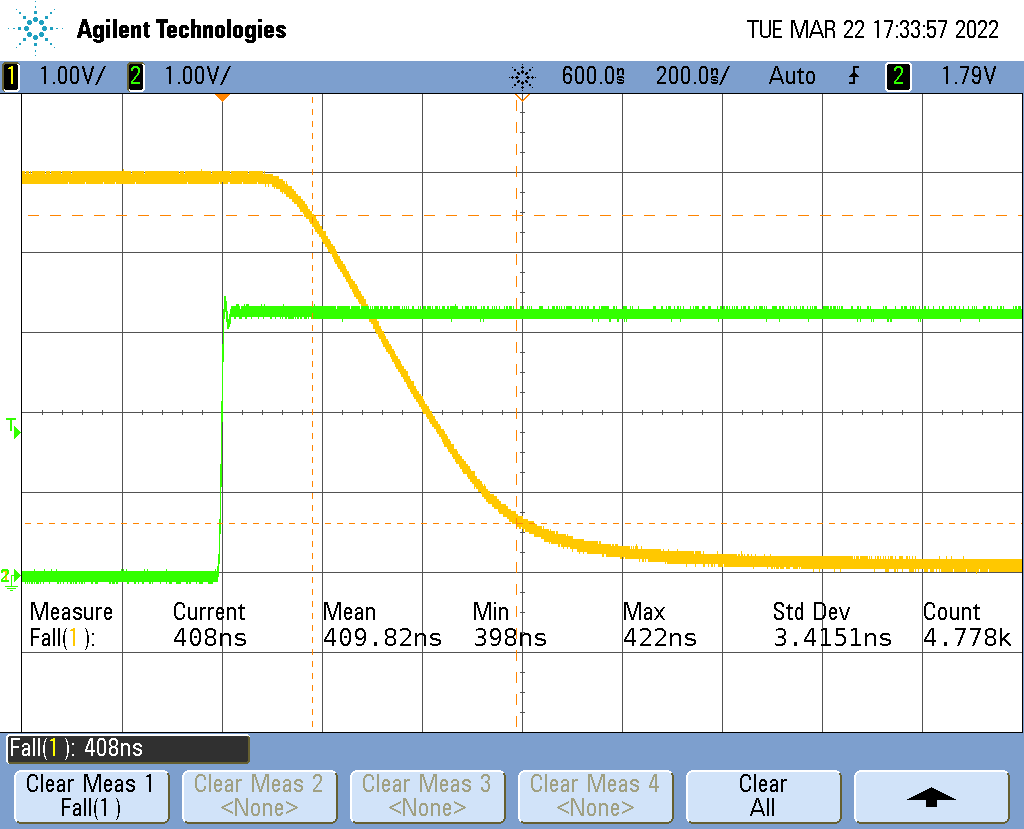 Agilent Technologies TUE MAR 22 17:33:57 2022
1 1.00V/ 2 1.00V/ 600.0s 200.0s/ Auto 2 1.79V
T
2
Measure Current Mean Min Max Std Dev Count
Fall(1): 408ns 409.82ns 398ns 422ns 3.4151ns 4.778k
Fall(1): 408ns
Clear Meas 1 Clear Meas 2 Clear Meas 3 Clear Meas 4 Clear
Fall(1) <None> <None> <None> All